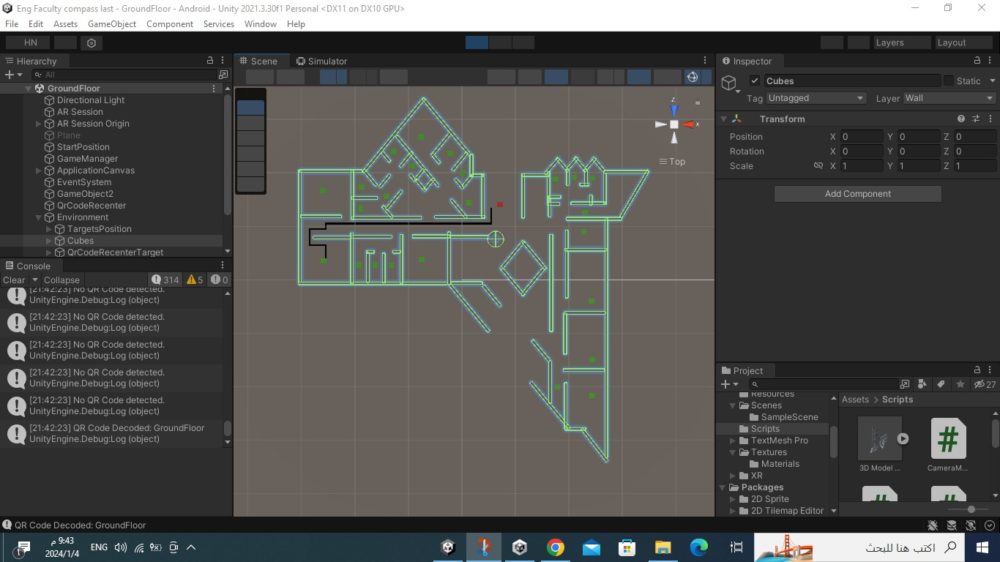 Eng Faculty compass last - GroundFloor - Android - Unity 2021.3.30f1 Personal <DX11 on DX10 GPU>
File Edit Assets GameObject Component Services Window Help
HN
Layers
Layout
Hierarchy
All
GroundFloor
Directional Light
AR Session
AR Session Origin
Plane
StartPosition
GameManager
ApplicationCanvas
EventSystem
GameObject2
QrCodeRecenter
Environment
TargetsPosition
Cubes
QrCodeRecenterTarget
Console
Clear Collapse 314 5 0
[21:42:23] No QR Code detected.
UnityEngine.Debug:Log (object)
[21:42:23] No QR Code detected.
UnityEngine.Debug:Log (object)
[21:42:23] No QR Code detected.
UnityEngine.Debug:Log (object)
[21:42:23] No QR Code detected.
UnityEngine.Debug:Log (object)
[21:42:23] No QR Code detected.
UnityEngine.Debug:Log (object)
[21:42:23] QR Code Decoded: GroundFloor
UnityEngine.Debug:Log (object)
Scene Simulator
z
x
Top
Inspector
Cubes Static
Tag Untagged Layer Wall
Transform
Position X 0 Y 0 Z 0
Rotation X 0 Y 0 Z 0
Scale X 1 Y 1 Z 1
Add Component
Project
27
Resources
Scenes
SampleScene
Scripts
TextMesh Pro
Textures
Materials
XR
Packages
2D Sprite
2D Tilemap Editor
Assets > Scripts
3D Model ...
CameraM...
QR Code Decoded: GroundFloor
1
9:43 م
2024/1/4
ENG
اكتب هنا للبحث